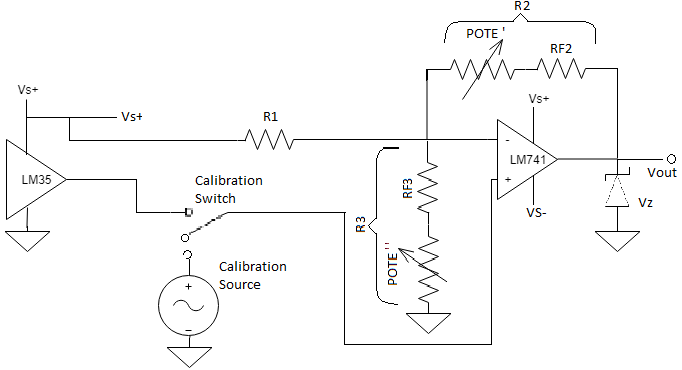 R2
POTE '
RF2
Vs+
Vs+
R1
Vs+
-
LM741
+
VS-
Vout
Vz
LM35
Calibration
Switch
RF3
R3
POTE ''
Calibration
Source
+
−